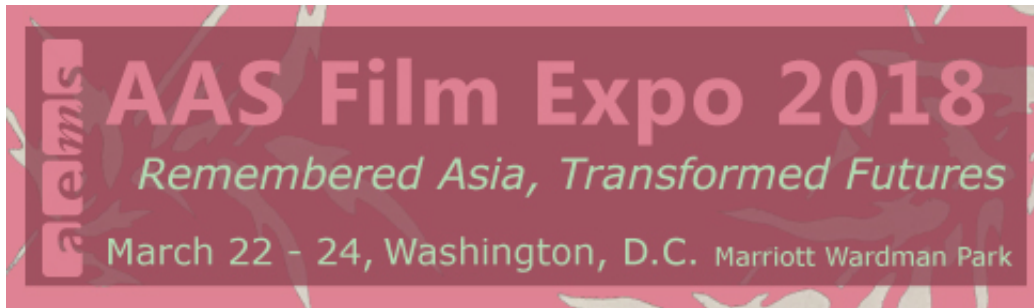 aems
AAS Film Expo 2018
Remembered Asia, Transformed Futures
March 22 - 24, Washington, D.C. Marriott Wardman Park